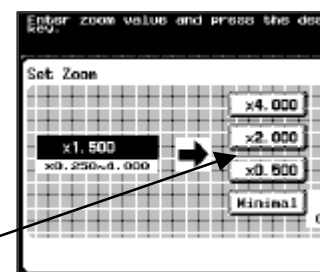 Enter zoom value and press the des
key.
Set Zoom
x4.000
x2.000
x1.500
x0.250~4.000
x0.500
Minimal